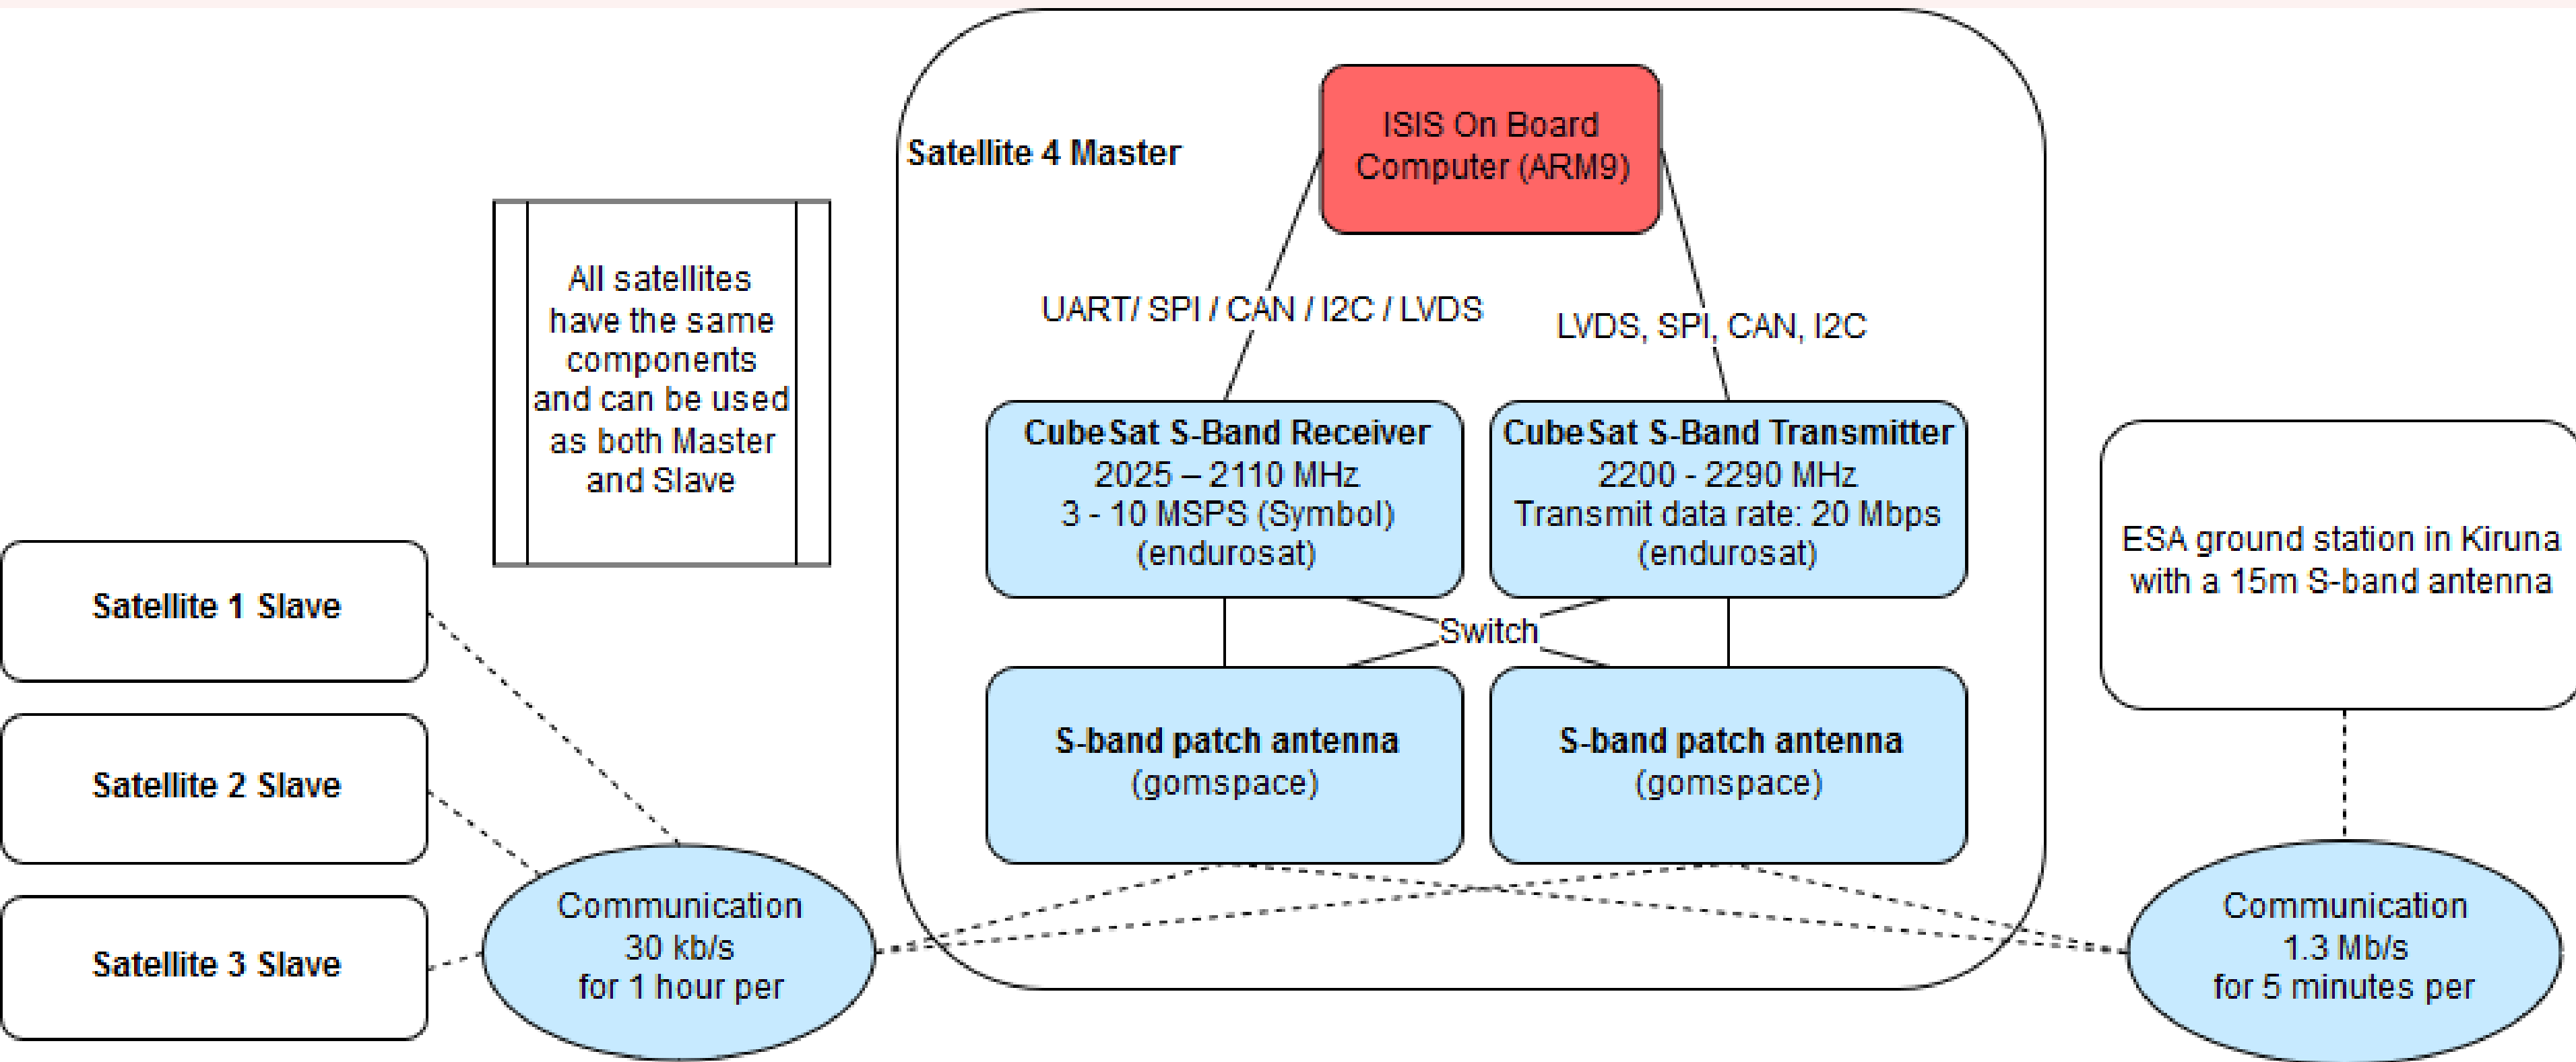 Satellite 4 Master
ISIS On Board
Computer (ARM9)
All satellites
have the same
components
and can be used
as both Master
and Slave
UART/ SPI / CAN / I2C / LVDS
LVDS, SPI, CAN, I2C
CubeSat S-Band Receiver
2025 – 2110 MHz
3 - 10 MSPS (Symbol)
(endurosat)
CubeSat S-Band Transmitter
2200 - 2290 MHz
Transmit data rate: 20 Mbps
(endurosat)
Switch
S-band patch antenna
(gomspace)
S-band patch antenna
(gomspace)
ESA ground station in Kiruna
with a 15m S-band antenna
Satellite 1 Slave
Satellite 2 Slave
Satellite 3 Slave
Communication
30 kb/s
for 1 hour per
Communication
1.3 Mb/s
for 5 minutes per